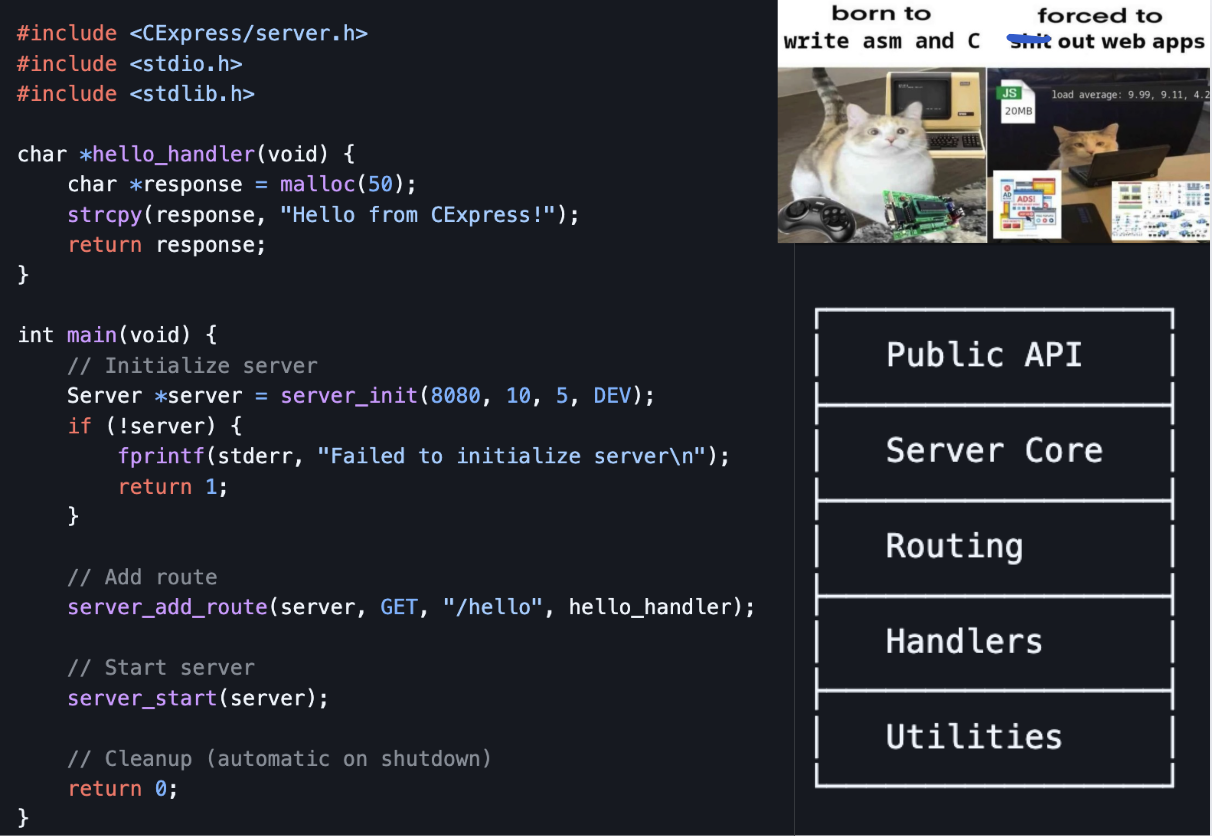 #include <CExpress/server.h>
#include <stdio.h>
#include <stdlib.h>
char *hello_handler(void) {
    char *response = malloc(50);
    strcpy(response, "Hello from CExpress!");
    return response;
}
int main(void) {
    // Initialize server
    Server *server = server_init(8080, 10, 5, DEV);
    if (!server) {
        fprintf(stderr, "Failed to initialize server\n");
        return 1;
    }
    // Add route
    server_add_route(server, GET, "/hello", hello_handler);
    // Start server
    server_start(server);
    // Cleanup (automatic on shutdown)
    return 0;
}
born to
write asm and C
forced to
shit out web apps
JS
20MB
load average: 9.99, 9.11, 4.2
AD
ADS!
Public API
Server Core
Routing
Handlers
Utilities